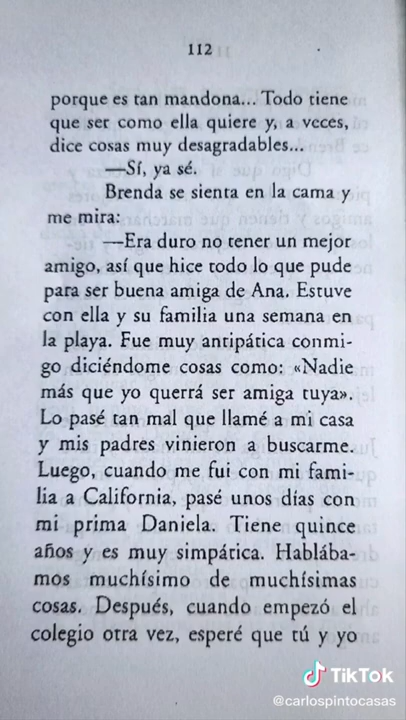 112
porque es tan mandona... Todo tiene
que ser como ella quiere y, a veces,
dice cosas muy desagradables...
—Sí, ya sé.
Brenda se sienta en la cama y
me mira:
—Era duro no tener un mejor
amigo, así que hice todo lo que pude
para ser buena amiga de Ana. Estuve
con ella y su familia una semana en
la playa. Fue muy antipática conmi-
go diciéndome cosas como: «Nadie
más que yo querrá ser amiga tuya».
Lo pasé tan mal que llamé a mi casa
y mis padres vinieron a buscarme.
Luego, cuando me fui con mi fami-
lia a California, pasé unos días con
mi prima Daniela. Tiene quince
años y es muy simpática. Hablába-
mos muchísimo de muchísimas
cosas. Después, cuando empezó el
colegio otra vez, esperé que tú y yo
TikTok
@carlospintocasas